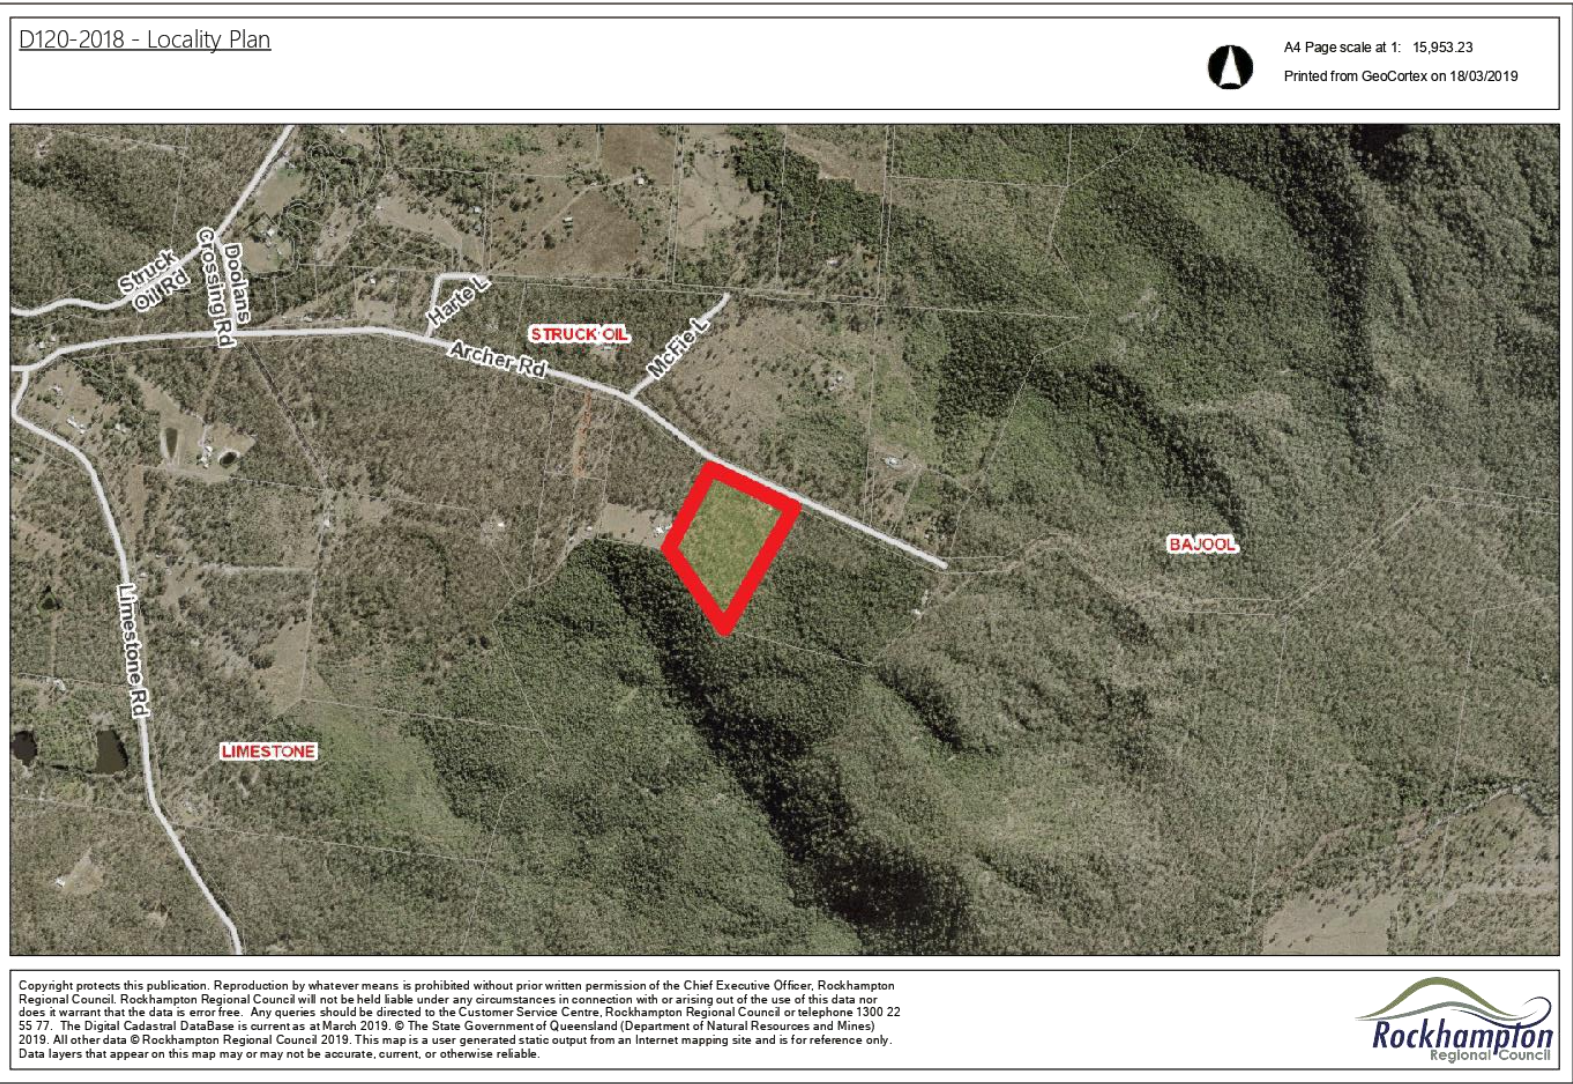 D120-2018 - Locality Plan
A4 Page scale at 1: 15,953.23
Printed from GeoCortex on 18/03/2019
Struck
Oil Rd
Doolans
Crossing Rd
Harte L
STRUCK OIL
McFie L
Archer Rd
BAJOOL
Limestone Rd
LIMESTONE
Copyright protects this publication. Reproduction by whatever means is prohibited without prior written permission of the Chief Executive Officer, Rockhampton
Regional Council. Rockhampton Regional Council will not be held liable under any circumstances in connection with or arising out of the use of this data nor
does it warrant that the data is error free. Any queries should be directed to the Customer Service Centre, Rockhampton Regional Council or telephone 1300 22
55 77. The Digital Cadastral DataBase is current as at March 2019. © The State Government of Queensland (Department of Natural Resources and Mines)
2019. All other data © Rockhampton Regional Council 2019. This map is a user generated static output from an Internet mapping site and is for reference only.
Data layers that appear on this map may or may not be accurate, current, or otherwise reliable.
Rockhampton
Regional Council